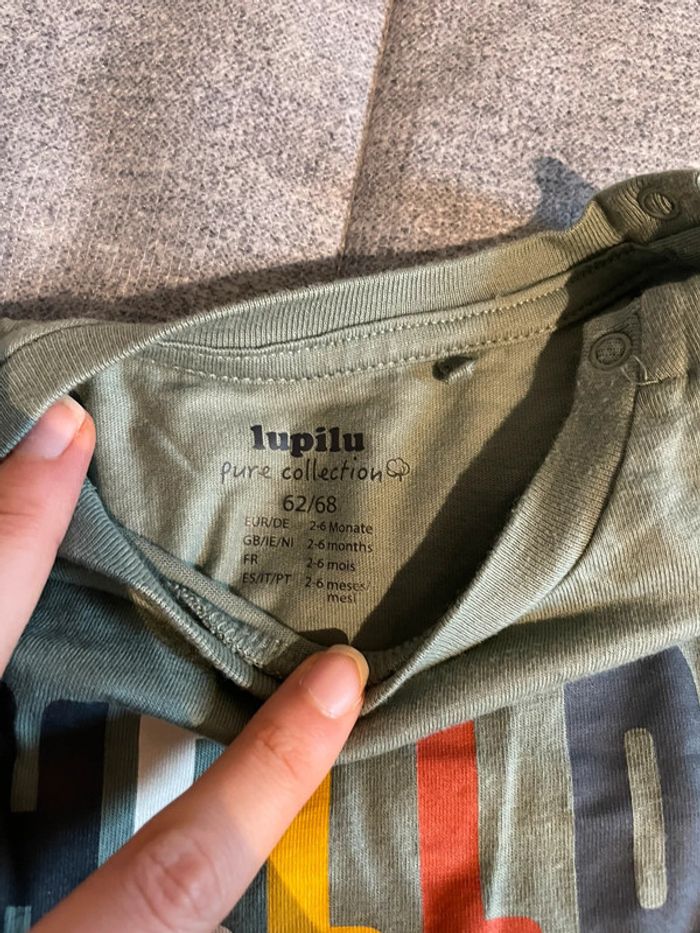 lupilu
pure collection
62/68
EUR/DE 2-6 Monate
GB/IE/NI 2-6 months
FR 2-6 mois
ES/IT/PT 2-6 meses/
mesi